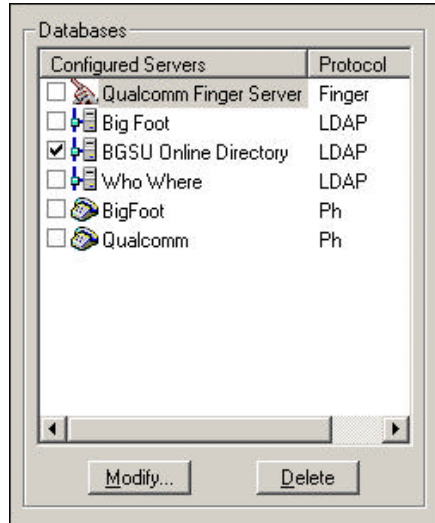 Databases
Configured Servers Protocol
Qualcomm Finger Server Finger
Big Foot LDAP
BGSU Online Directory LDAP
Who Where LDAP
BigFoot Ph
Qualcomm Ph
Modify... Delete